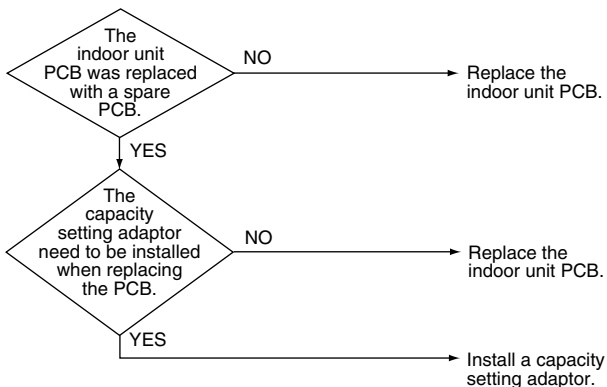 The
indoor unit
PCB was replaced
with a spare
PCB.
NO
Replace the
indoor unit PCB.
YES
The
capacity
setting adaptor
need to be installed
when replacing
the PCB.
NO
Replace the
indoor unit PCB.
YES
Install a capacity
setting adaptor.